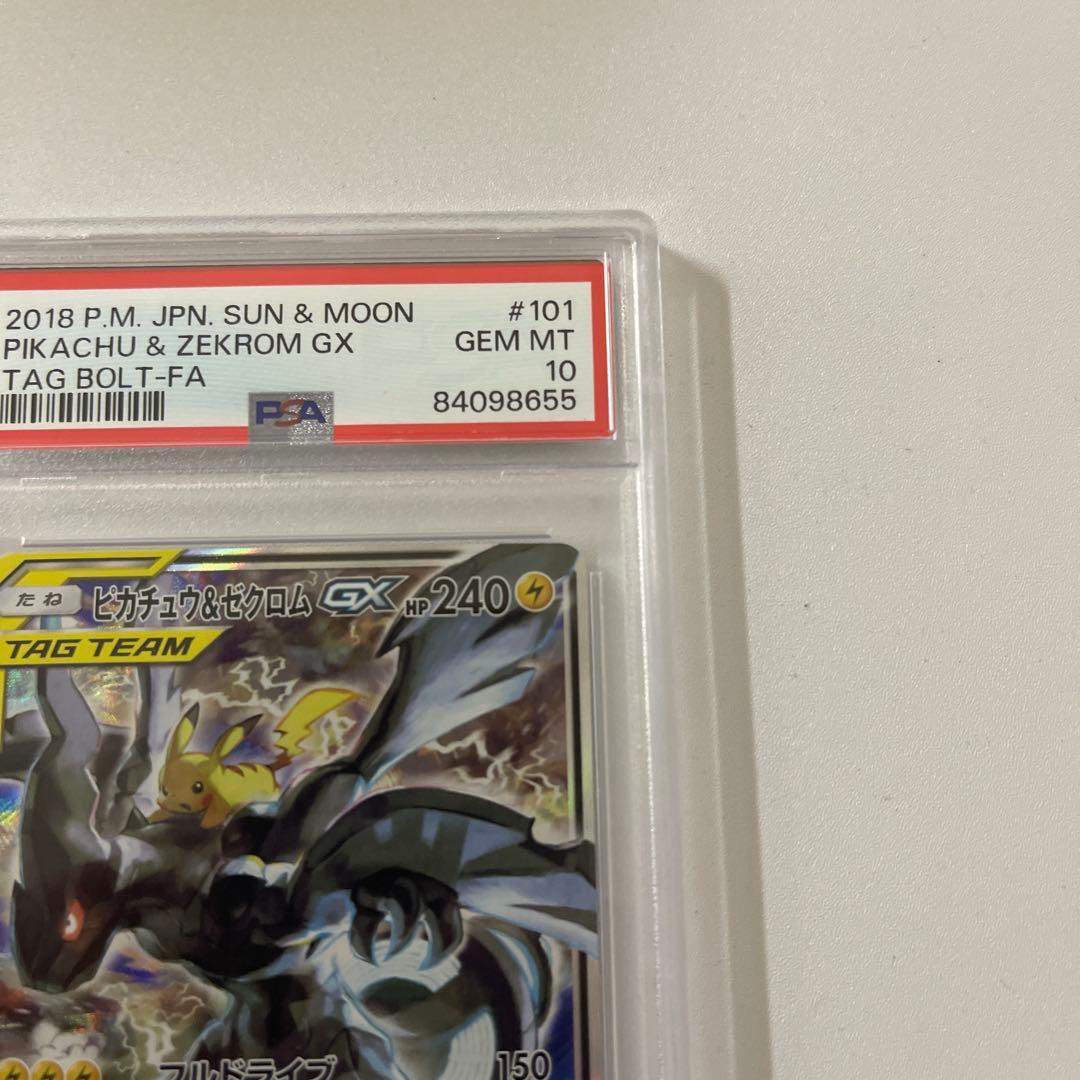 2018 P.M. JPN. SUN & MOON #101
PIKACHU & ZEKROM GX GEM MT
TAG BOLT-FA 10
PSA 84098655
たね ピカチュウ&ゼクロム GX HP 240
TAG TEAM
フルドライブ 150